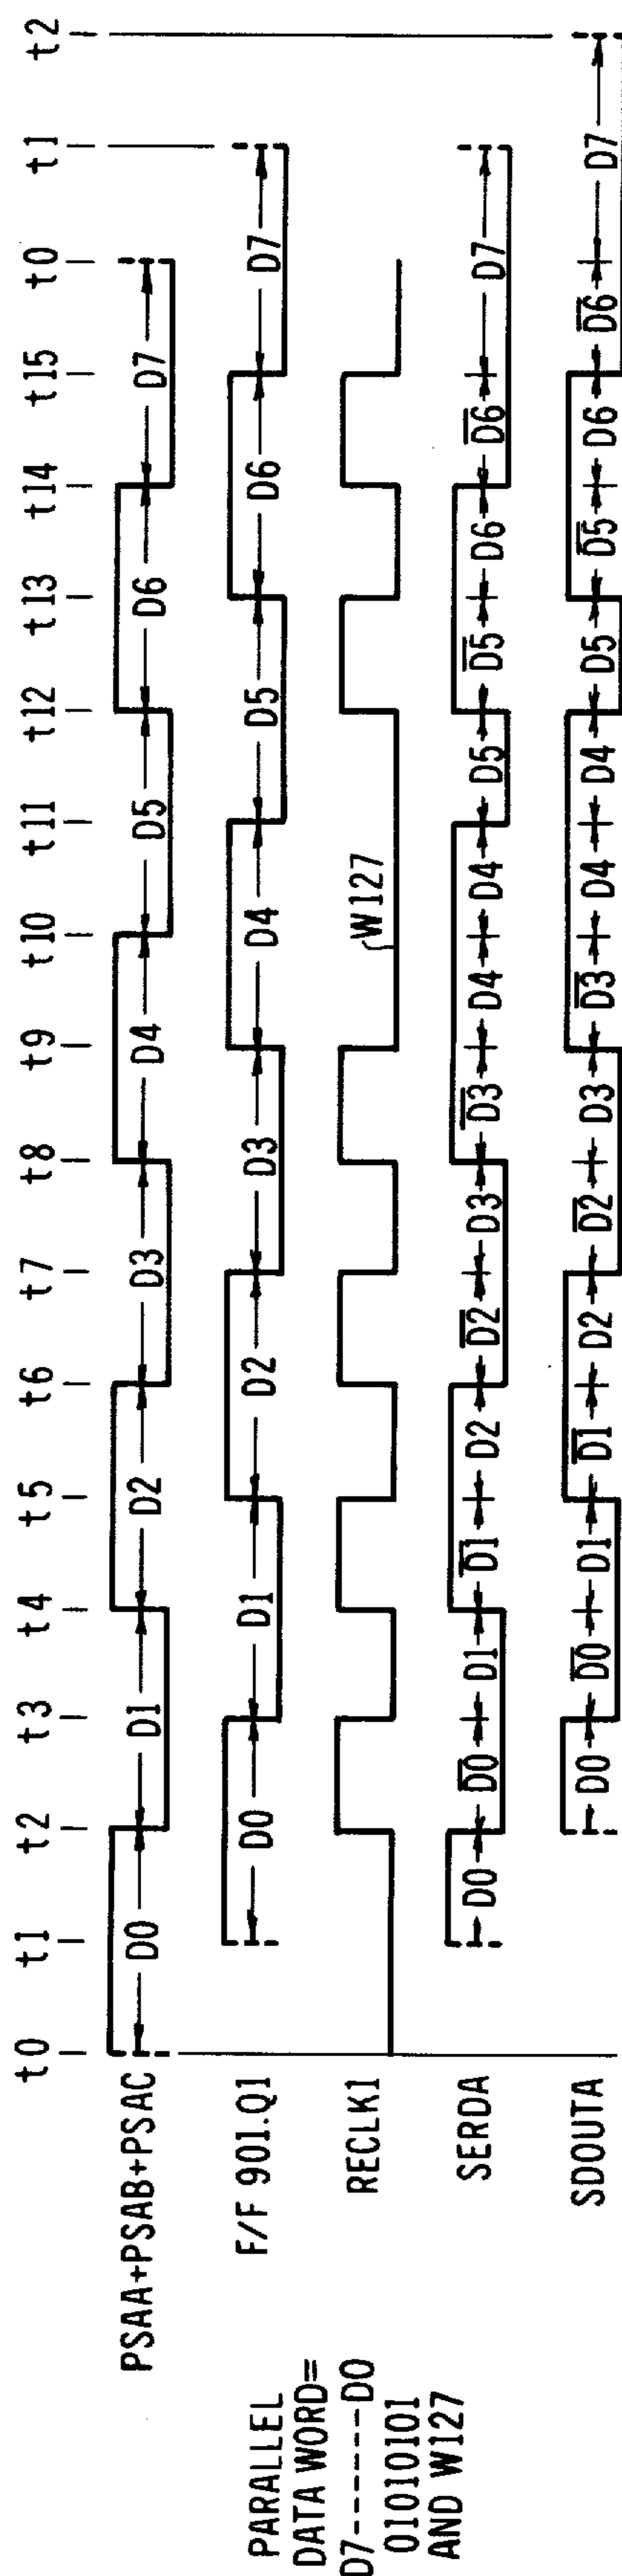 t0 t1 t2 t3 t4 t5 t6 t7 t8 t9 t10 t11 t12 t13 t14 t15 t0 t1 t2
PSAA+PSAB+PSAC D0 D1 D2 D3 D4 D5 D6 D7
F/F 901.Q1 D0 D1 D2 D3 D4 D5 D6 D7
RECLK1 W127
SERDA D0 D̅0̅ D1 D̅1̅ D2 D̅2̅ D3 D̅3̅ D4 D4 D5 D̅5̅ D6 D̅6̅ D7
SDOUTA D0 D̅0̅ D1 D̅1̅ D2 D̅2̅ D3 D̅3̅ D4 D4 D5 D̅5̅ D6 D̅6̅ D7
PARALLEL
DATA WORD=
D7-------D0
01010101
AND W127